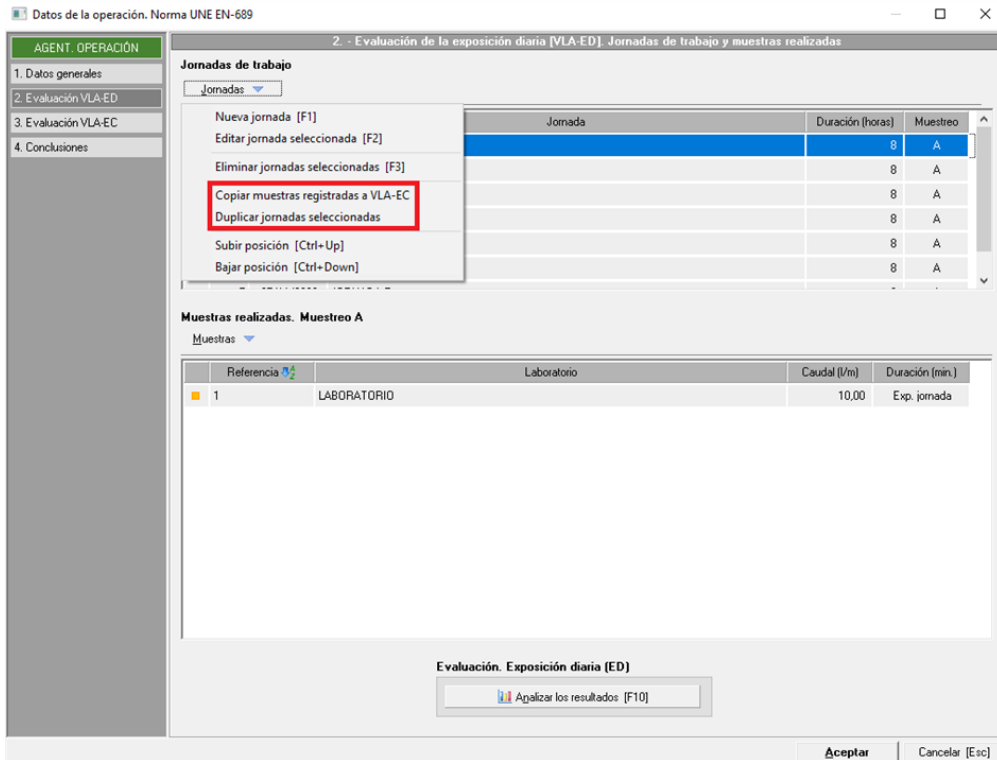 Datos de la operación. Norma UNE EN-689
AGENT. OPERACIÓN
1. Datos generales
2. Evaluación VLA-ED
3. Evaluación VLA-EC
4. Conclusiones
2. - Evaluación de la exposición diaria [VLA-ED]. Jornadas de trabajo y muestras realizadas
Jornadas de trabajo
Jornadas
Nueva jornada [F1]
Editar jornada seleccionada [F2]
Eliminar jornadas seleccionadas [F3]
Copiar muestras registradas a VLA-EC
Duplicar jornadas seleccionadas
Subir posición [Ctrl+Up]
Bajar posición [Ctrl+Down]
Jornada Duración (horas) Muestreo
8 A
8 A
8 A
8 A
8 A
8 A
Muestras realizadas. Muestreo A
Muestras
Referencia Laboratorio Caudal (l/m) Duración (min.)
1 LABORATORIO 10,00 Exp. jornada
Evaluación. Exposición diaria (ED)
Analizar los resultados [F10]
Aceptar Cancelar [Esc]